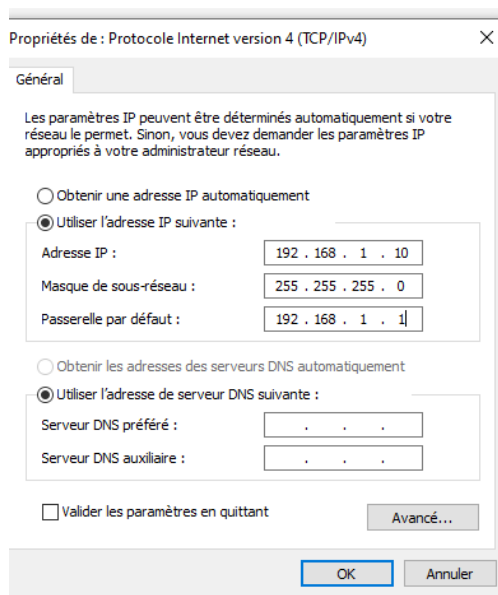 Propriétés de : Protocole Internet version 4 (TCP/IPv4)
Général
Les paramètres IP peuvent être déterminés automatiquement si votre
réseau le permet. Sinon, vous devez demander les paramètres IP
appropriés à votre administrateur réseau.
Obtenir une adresse IP automatiquement
Utiliser l'adresse IP suivante :
Adresse IP : 192 . 168 . 1 . 10
Masque de sous-réseau : 255 . 255 . 255 . 0
Passerelle par défaut : 192 . 168 . 1 . 1
Obtenir les adresses des serveurs DNS automatiquement
Utiliser l'adresse de serveur DNS suivante :
Serveur DNS préféré : . . .
Serveur DNS auxiliaire : . . .
Valider les paramètres en quittant
Avancé...
OK Annuler